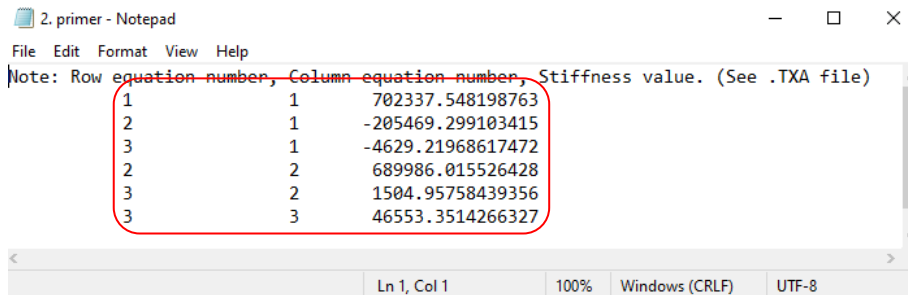 2. primer - Notepad
File Edit Format View Help
Note: Row equation number, Column equation number, Stiffness value. (See .TXA file)
1 1 702337.548198763
2 1 -205469.299103415
3 1 -4629.21968617472
2 2 689986.015526428
3 2 1504.95758439356
3 3 46553.3514266327
Ln 1, Col 1 100% Windows (CRLF) UTF-8